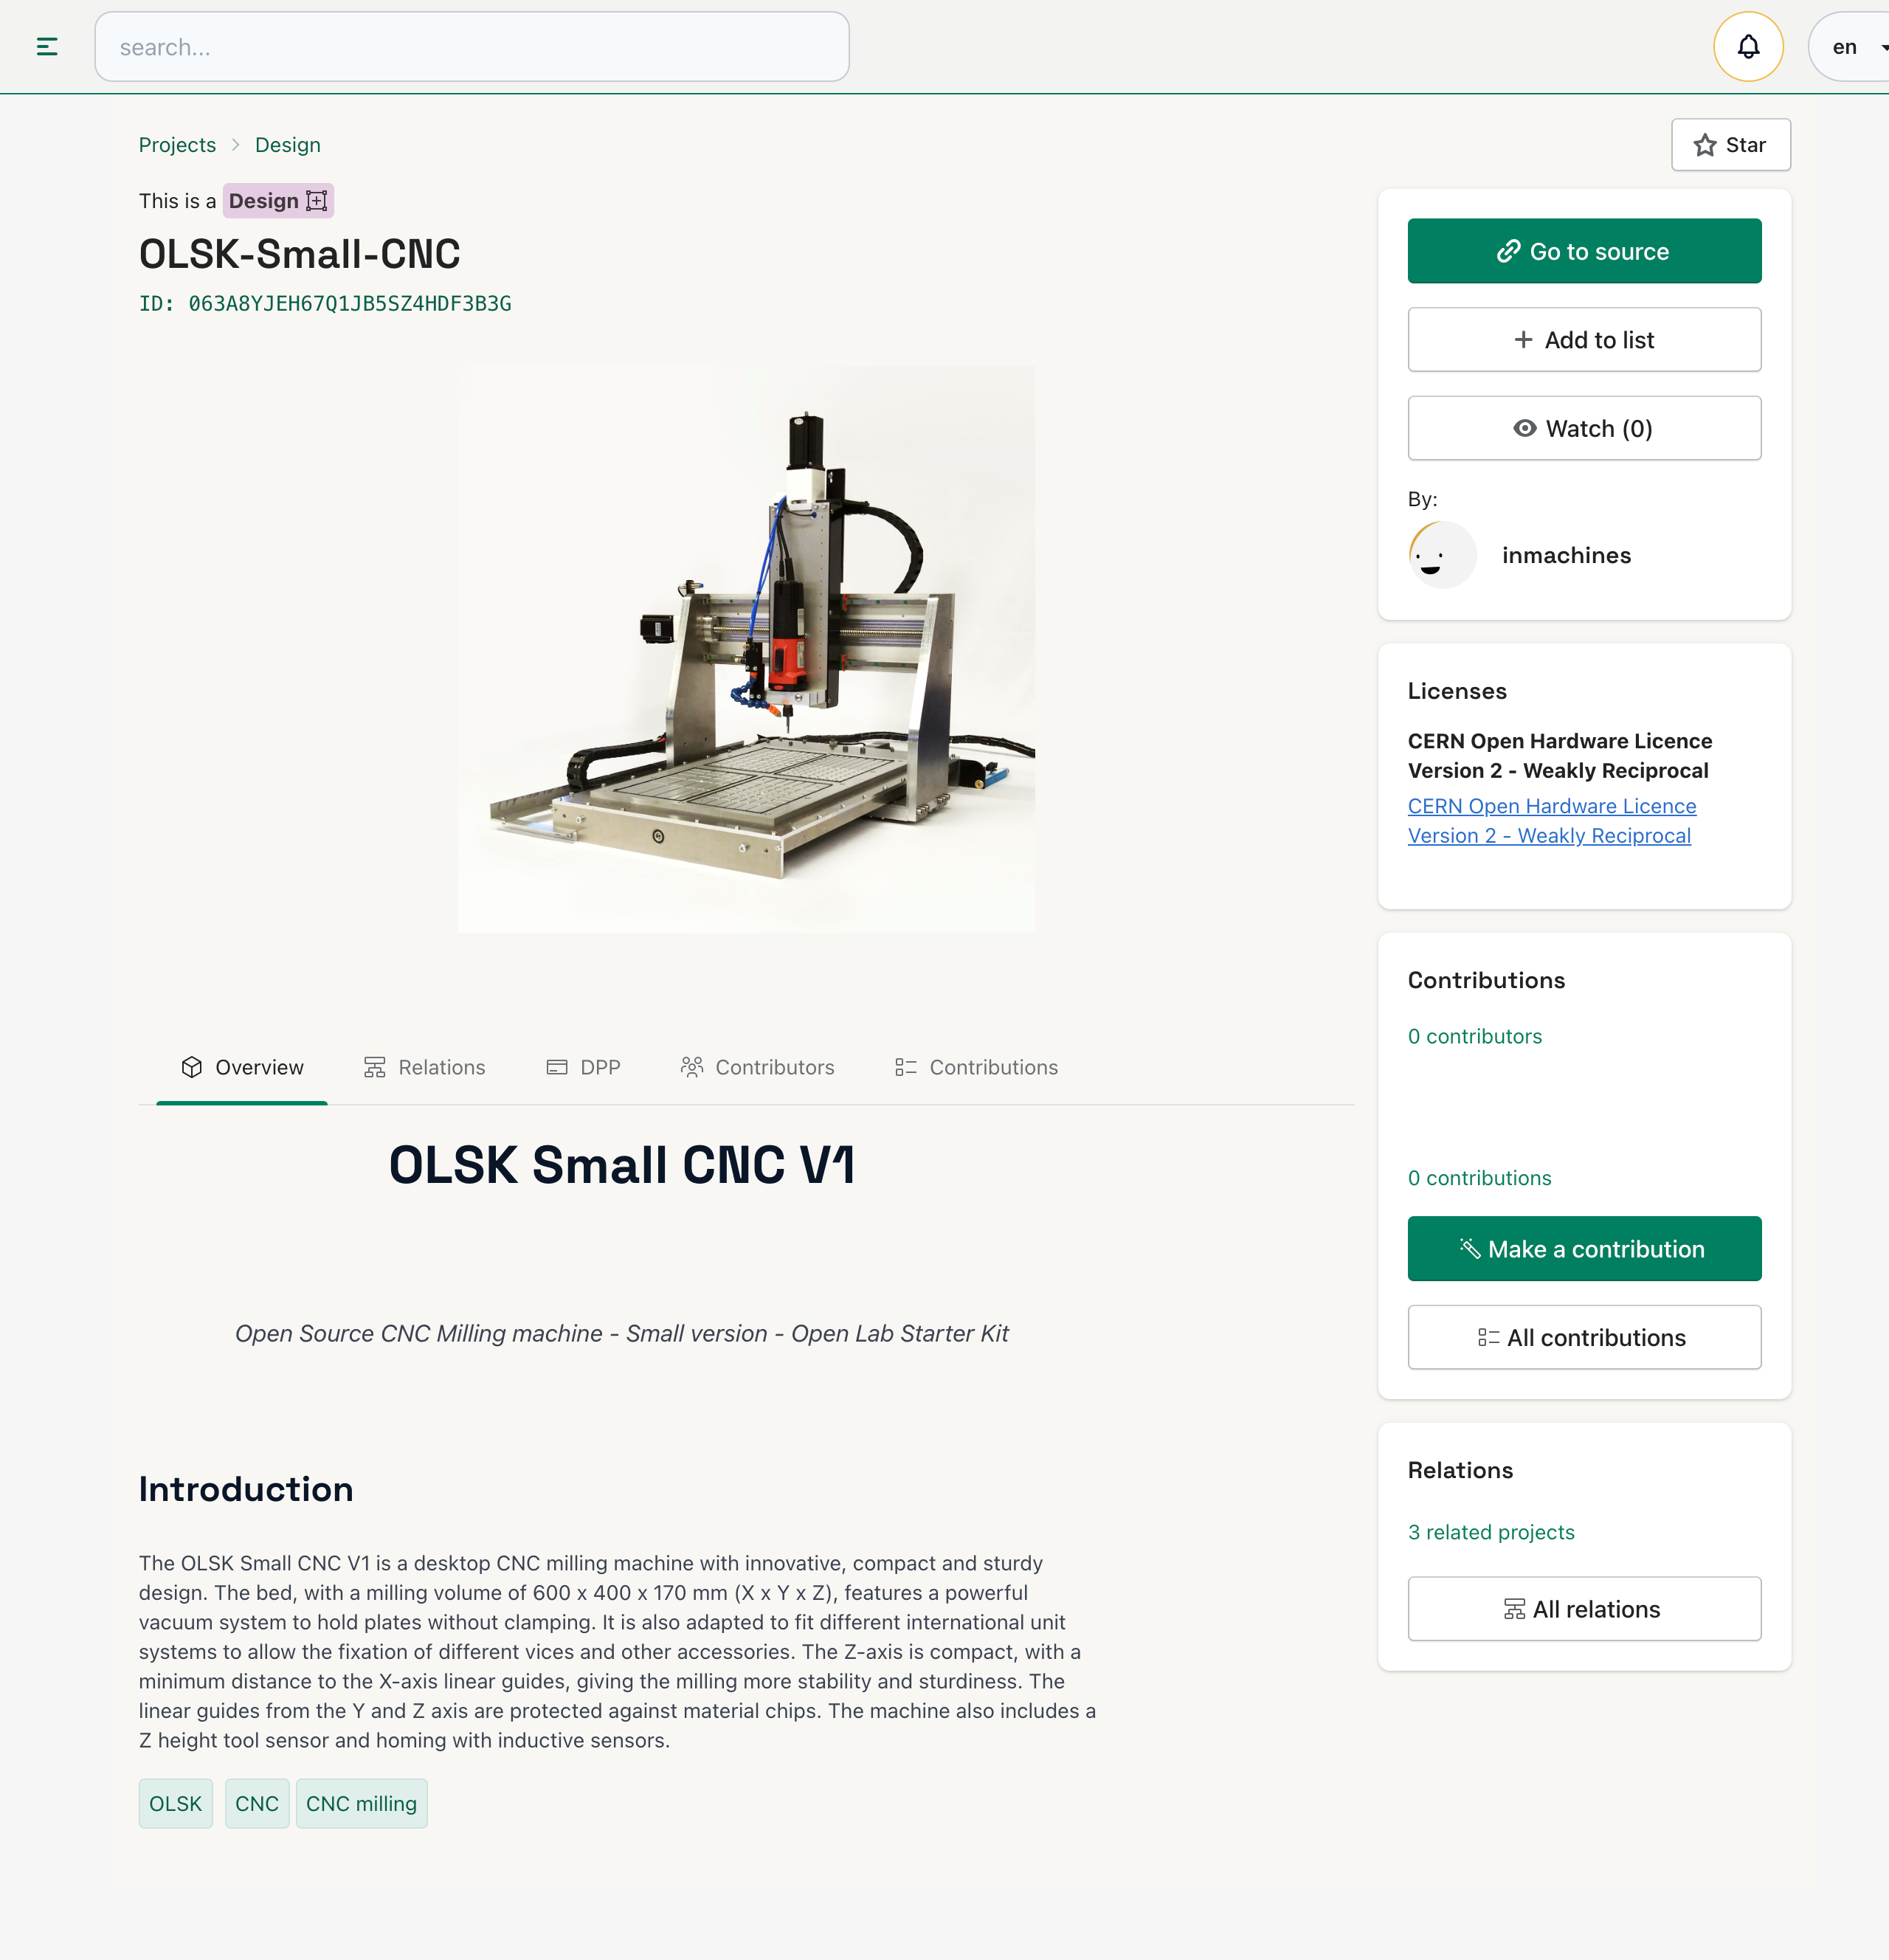 search...
en
Projects > Design
Star
This is a Design
OLSK-Small-CNC
ID: 063A8YJEH67Q1JB5SZ4HDF3B3G
Go to source
Add to list
Watch (0)
By:
inmachines
Licenses
CERN Open Hardware Licence
Version 2 - Weakly Reciprocal
CERN Open Hardware Licence
Version 2 - Weakly Reciprocal
Contributions
0 contributors
0 contributions
Make a contribution
All contributions
Relations
3 related projects
All relations
Overview
Relations
DPP
Contributors
Contributions
OLSK Small CNC V1
Open Source CNC Milling machine - Small version - Open Lab Starter Kit
Introduction
The OLSK Small CNC V1 is a desktop CNC milling machine with innovative, compact and sturdy
design. The bed, with a milling volume of 600 x 400 x 170 mm (X x Y x Z), features a powerful
vacuum system to hold plates without clamping. It is also adapted to fit different international unit
systems to allow the fixation of different vices and other accessories. The Z-axis is compact, with a
minimum distance to the X-axis linear guides, giving the milling more stability and sturdiness. The
linear guides from the Y and Z axis are protected against material chips. The machine also includes a
Z height tool sensor and homing with inductive sensors.
OLSK
CNC
CNC milling